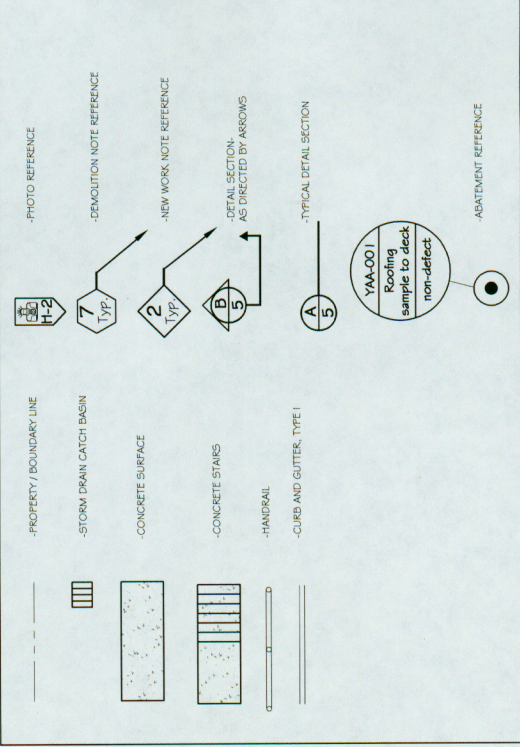 -PROPERTY / BOUNDARY LINE
-STORM DRAIN CATCH BASIN
-CONCRETE SURFACE
-CONCRETE STAIRS
-HANDRAIL
-CURB AND GUTTER, TYPE I
H-2
-PHOTO REFERENCE
7
TYP.
-DEMOLITION NOTE REFERENCE
2
TYP.
-NEW WORK NOTE REFERENCE
B
5
-DETAIL SECTION-
AS DIRECTED BY ARROWS
A
5
-TYPICAL DETAIL SECTION
YAA-001
Roofing
sample to deck
non-defect
-ABATEMENT REFERENCE